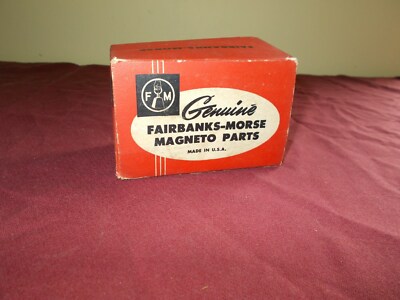 F M
Genuine
FAIRBANKS-MORSE
MAGNETO PARTS
MADE IN U.S.A.